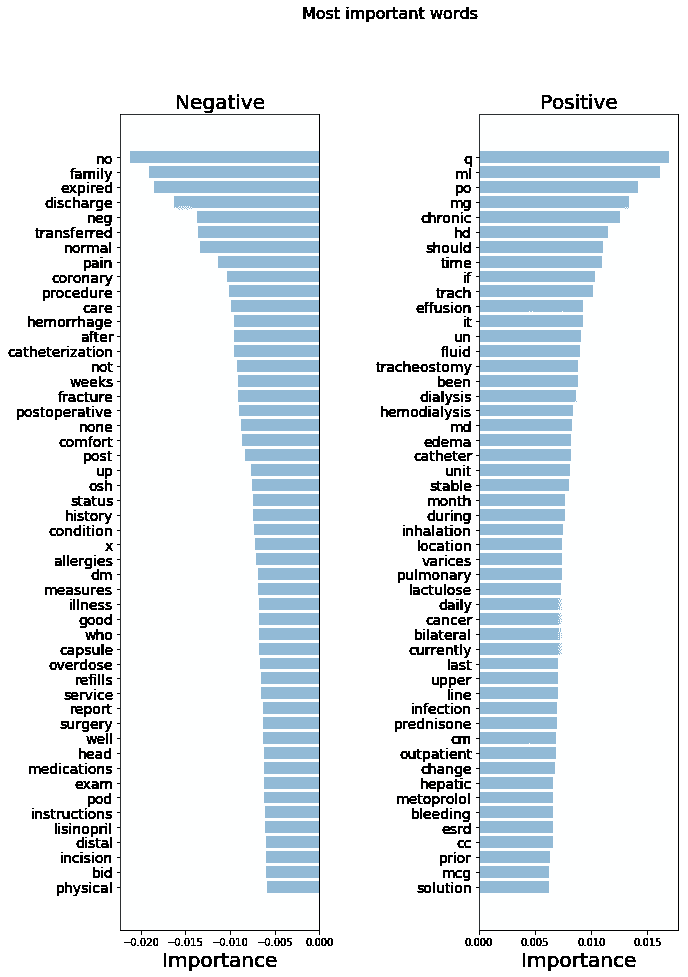 Most important words
Negative
no
family
expired
discharge
neg
transferred
normal
pain
coronary
procedure
care
hemorrhage
after
catheterization
not
weeks
fracture
postoperative
none
comfort
post
up
osh
status
history
condition
x
allergies
dm
measures
illness
good
who
capsule
overdose
refills
service
report
surgery
well
head
medications
exam
pod
instructions
lisinopril
distal
incision
bid
physical
−0.020 −0.015 −0.010 −0.005 0.000
Importance
Positive
q
ml
po
mg
chronic
hd
should
time
if
trach
effusion
it
un
fluid
tracheostomy
been
dialysis
hemodialysis
md
edema
catheter
unit
stable
month
during
inhalation
location
varices
pulmonary
lactulose
daily
cancer
bilateral
currently
last
upper
line
infection
prednisone
cm
outpatient
change
hepatic
metoprolol
bleeding
esrd
cc
prior
mcg
solution
0.000 0.005 0.010 0.015
Importance